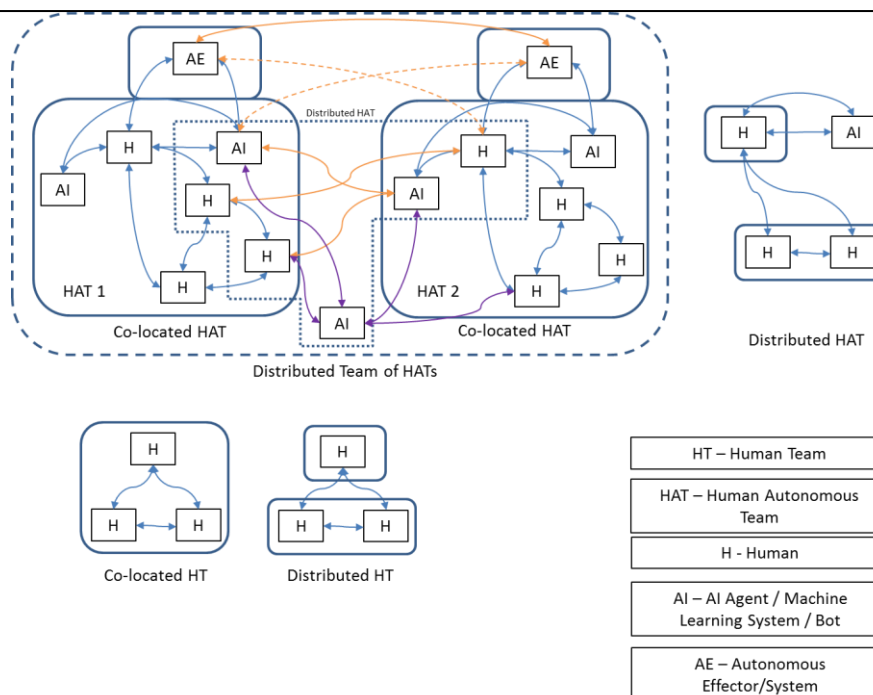 AE
AE
Distributed HAT
H
AI
H
AI
H
AI
AI
AI
H
H
H
H
H
HAT 1
H
HAT 2
H
H
H
AI
Co-located HAT
Co-located HAT
Distributed HAT
Distributed Team of HATs
H
H
H
H
H
H
Co-located HT
Distributed HT
HT – Human Team
HAT – Human Autonomous
Team
H - Human
AI – AI Agent / Machine
Learning System / Bot
AE – Autonomous
Effector/System